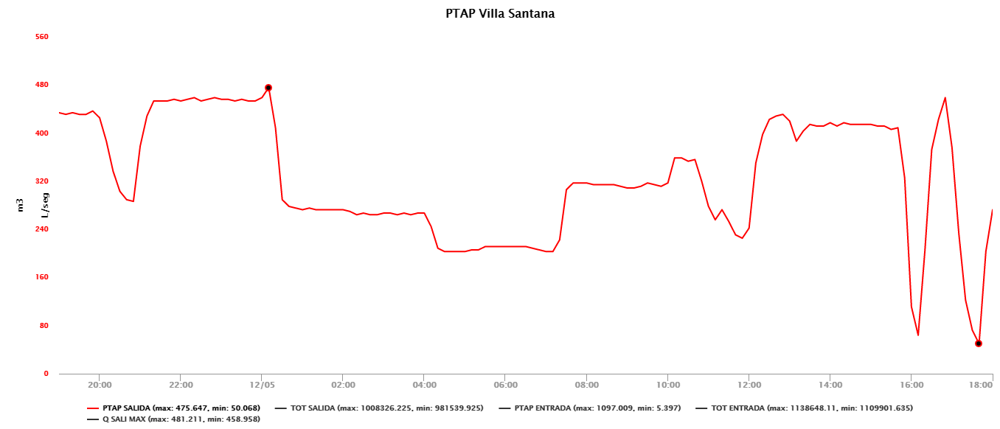 PTAP Villa Santana
560
480
400
320
240
160
80
0
m3
L/seg
20:00 22:00 12/05 02:00 04:00 06:00 08:00 10:00 12:00 14:00 16:00 18:00
PTAP SALIDA (max: 475.647, min: 50.068) TOT SALIDA (max: 1008326.225, min: 981539.925) PTAP ENTRADA (max: 1097.009, min: 5.397) TOT ENTRADA (max: 1138648.11, min: 1109901.635)
Q SALI MAX (max: 481.211, min: 458.958)